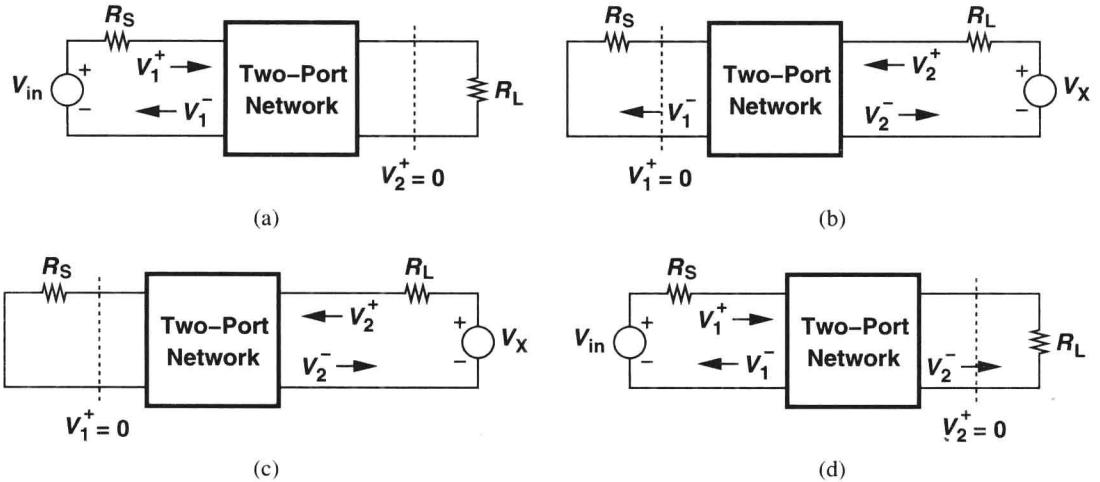 R_S
V_in
+
−
V_1^+
V_1^-
Two−Port
Network
R_L
V_2^+ = 0
(a)
R_S
V_1^-
V_1^+ = 0
Two−Port
Network
R_L
V_2^+
V_2^-
+
−
V_X
(b)
R_S
V_1^+ = 0
Two−Port
Network
R_L
V_2^+
V_2^-
+
−
V_X
(c)
R_S
V_in
+
−
V_1^+
V_1^-
Two−Port
Network
V_2^-
R_L
V_2^+ = 0
(d)